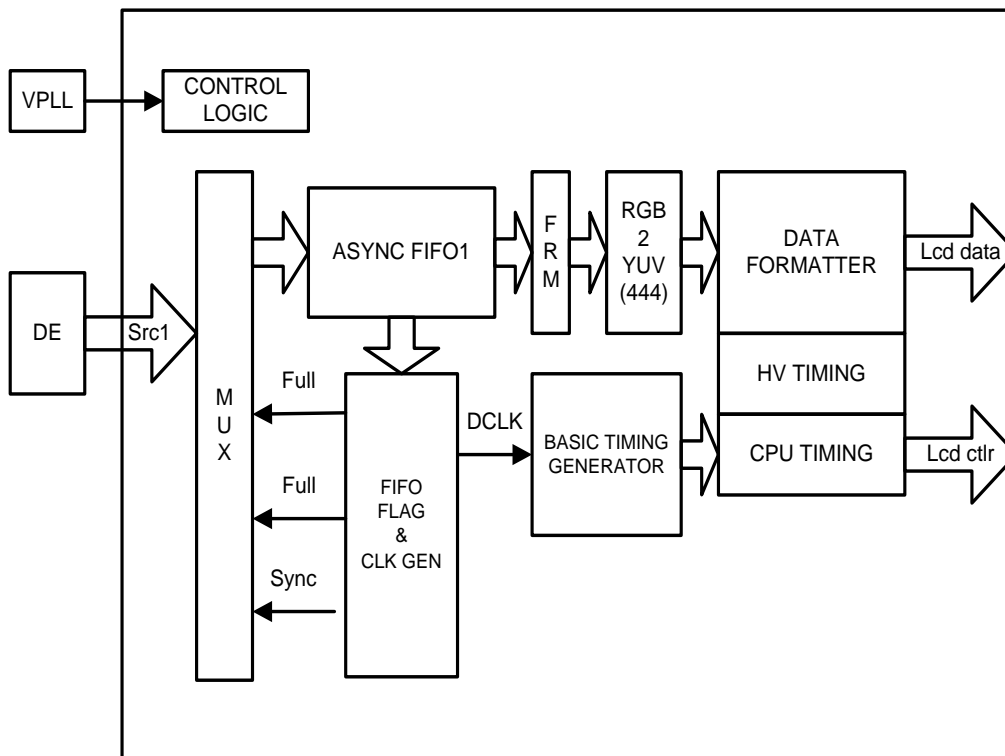 VPLL
CONTROL
LOGIC
DE
Src1
M
U
X
ASYNC FIFO1
F
R
M
RGB
2
YUV
(444)
DATA
FORMATTER
Lcd data
HV TIMING
CPU TIMING
Lcd ctlr
Full
Full
Sync
FIFO
FLAG
&
CLK GEN
DCLK
BASIC TIMING
GENERATOR